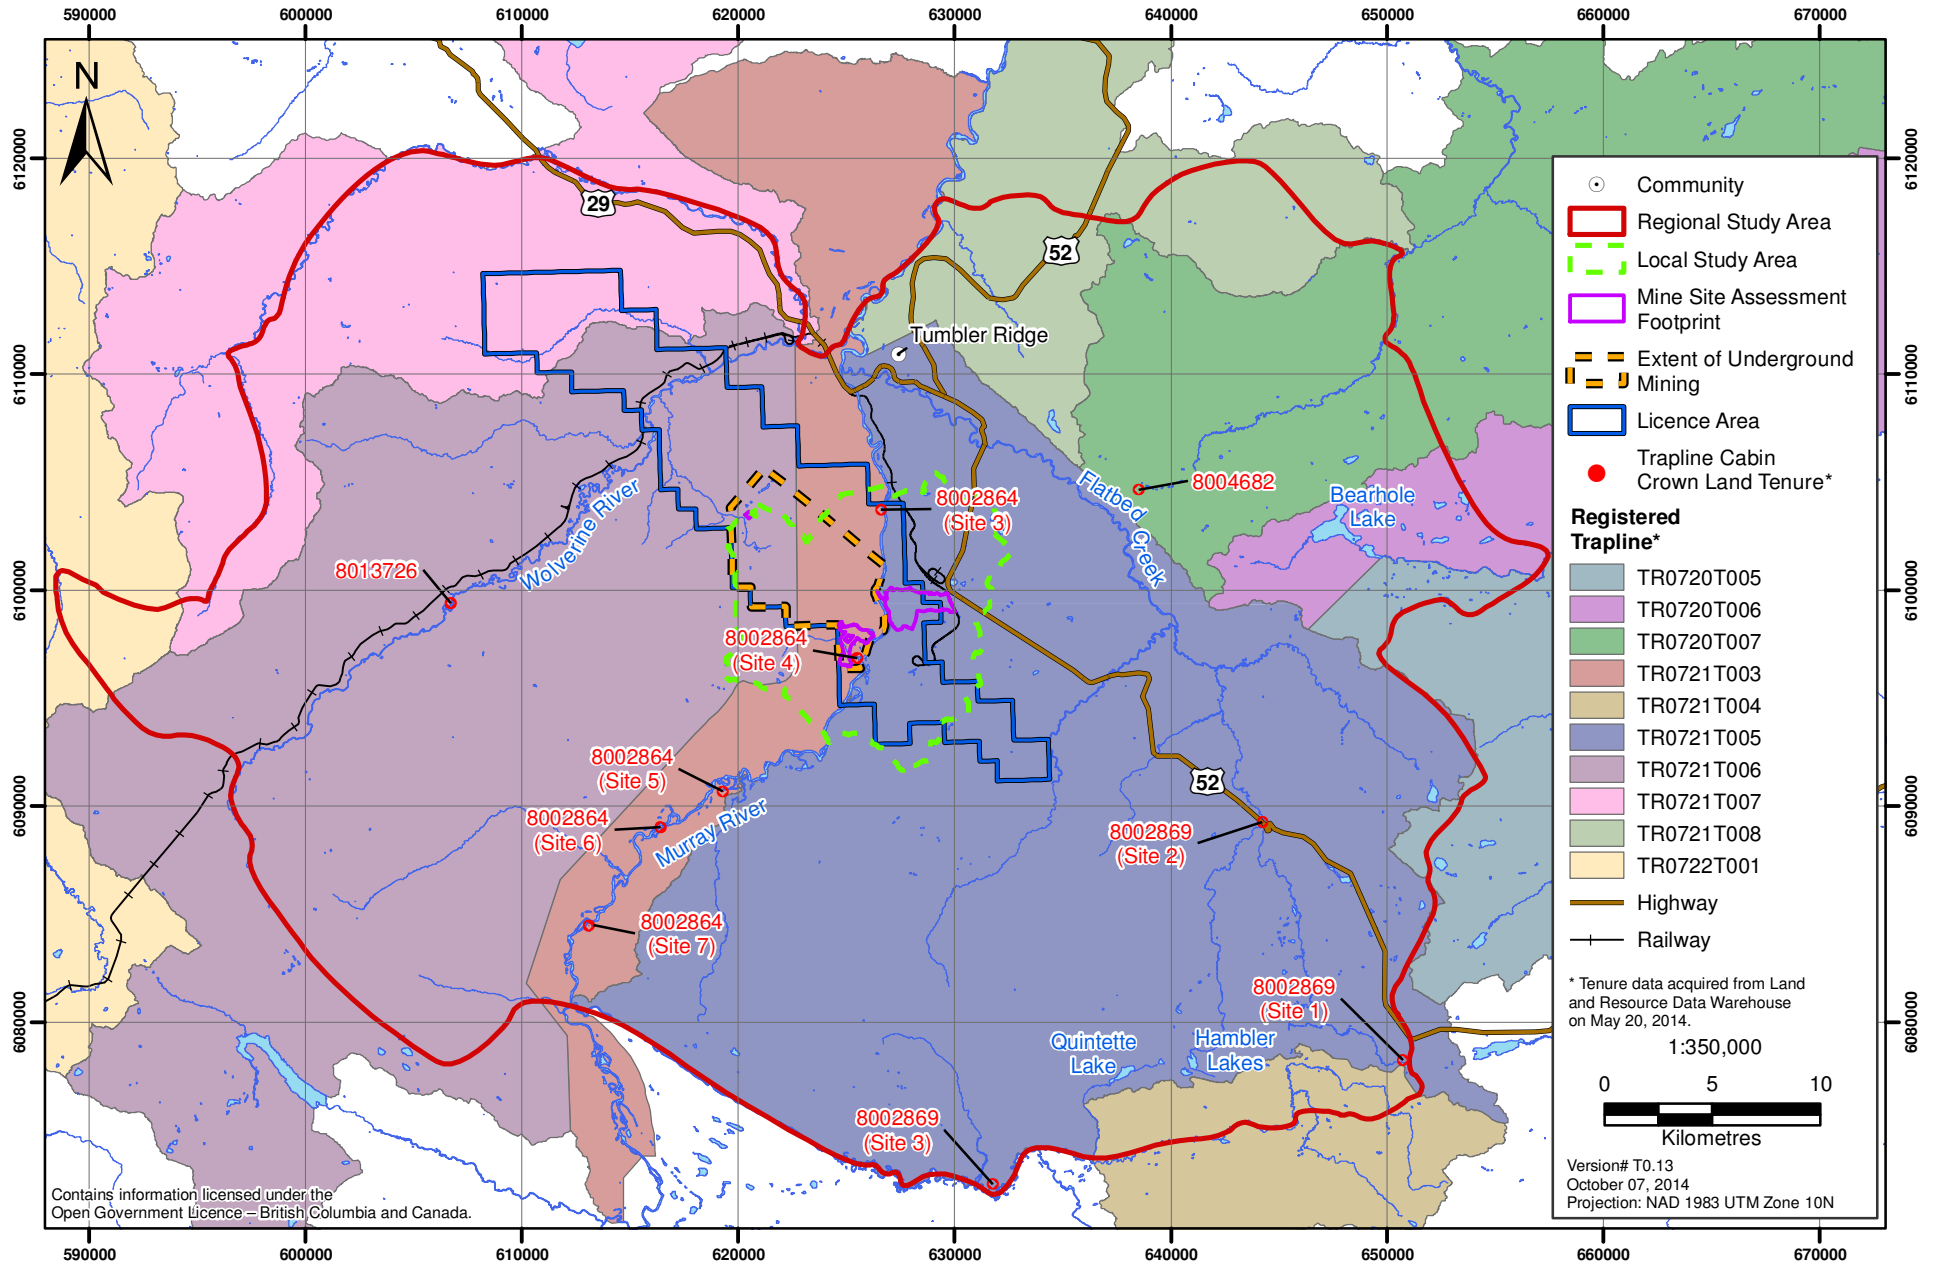 590000 600000 610000 620000 630000 640000 650000 660000 670000
6120000
6110000
6100000
6090000
6080000
N
29
52
Tumbler Ridge
Flatbed Creek
8004682
Bearhole
Lake
8002864
(Site 3)
Wolverine River
8013726
8002864
(Site 4)
8002864
(Site 5)
8002864
(Site 6)
Murray River
52
8002869
(Site 2)
8002864
(Site 7)
8002869
(Site 1)
Quintette
Lake
Hambler
Lakes
8002869
(Site 3)
Contains information licensed under the
Open Government Licence – British Columbia and Canada.
Community
Regional Study Area
Local Study Area
Mine Site Assessment
Footprint
Extent of Underground
Mining
Licence Area
Trapline Cabin
Crown Land Tenure*
Registered
Trapline*
TR0720T005
TR0720T006
TR0720T007
TR0721T003
TR0721T004
TR0721T005
TR0721T006
TR0721T007
TR0721T008
TR0722T001
Highway
Railway
* Tenure data acquired from Land
and Resource Data Warehouse
on May 20, 2014.
1:350,000
0 5 10
Kilometres
Version# T0.13
October 07, 2014
Projection: NAD 1983 UTM Zone 10N
6120000
6110000
6100000
6090000
6080000
590000 600000 610000 620000 630000 640000 650000 660000 670000